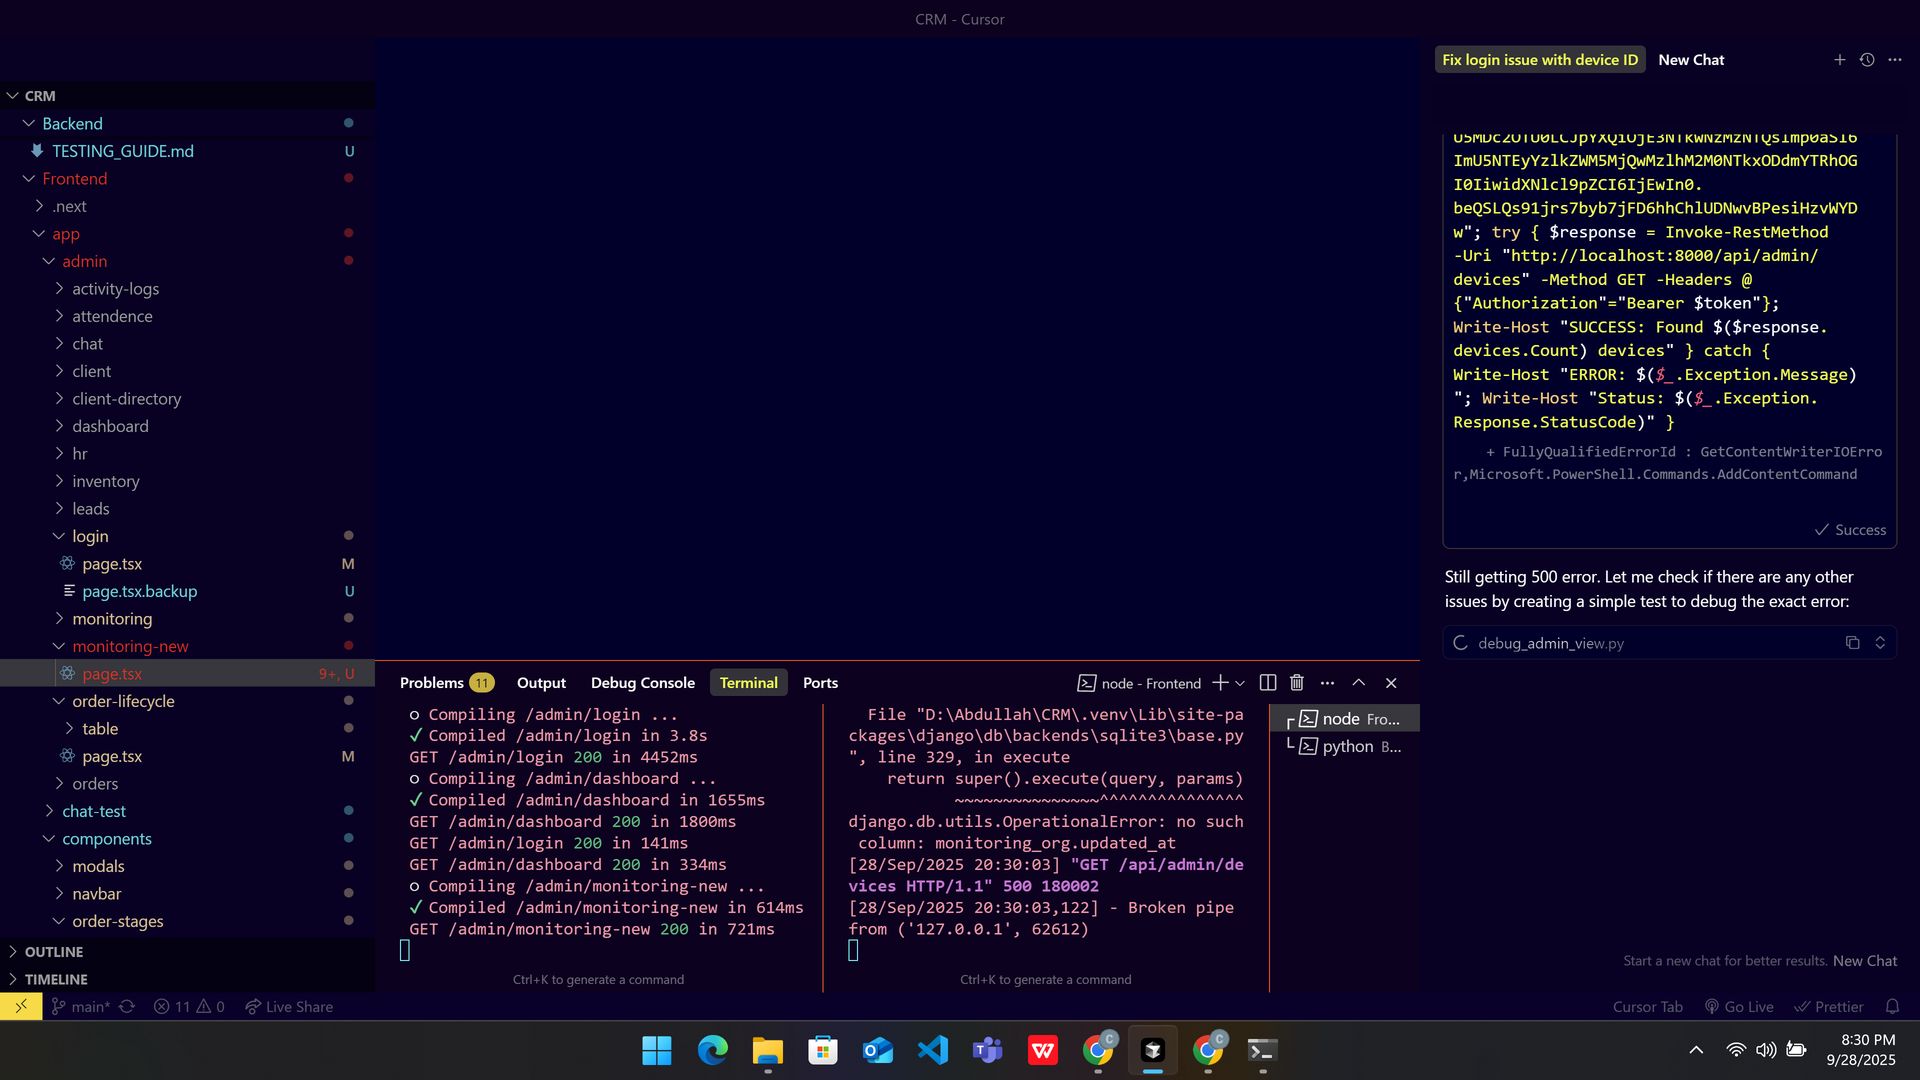 CRM - Cursor
CRM
Backend
TESTING_GUIDE.md U
Frontend
.next
app
admin
activity-logs
attendence
chat
client
client-directory
dashboard
hr
inventory
leads
login
page.tsx M
page.tsx.backup U
monitoring
monitoring-new
page.tsx 9+, U
order-lifecycle
table
page.tsx M
orders
chat-test
components
modals
navbar
order-stages
OUTLINE
TIMELINE
Problems 11 Output Debug Console Terminal Ports
node - Frontend
Compiling /admin/login ...
✓ Compiled /admin/login in 3.8s
GET /admin/login 200 in 4452ms
Compiling /admin/dashboard ...
✓ Compiled /admin/dashboard in 1655ms
GET /admin/dashboard 200 in 1800ms
GET /admin/login 200 in 141ms
GET /admin/dashboard 200 in 334ms
Compiling /admin/monitoring-new ...
✓ Compiled /admin/monitoring-new in 614ms
GET /admin/monitoring-new 200 in 721ms
Ctrl+K to generate a command
File "D:\Abdullah\CRM\.venv\Lib\site-pa
ckages\django\db\backends\sqlite3\base.py
", line 329, in execute
return super().execute(query, params)
~~~~~~~~~~~~~~~^^^^^^^^^^^^^^^
django.db.utils.OperationalError: no such
column: monitoring_org.updated_at
[28/Sep/2025 20:30:03] "GET /api/admin/de
vices HTTP/1.1" 500 180002
[28/Sep/2025 20:30:03,122] - Broken pipe
from ('127.0.0.1', 62612)
Ctrl+K to generate a command
node Fro...
python B...
Fix login issue with device ID New Chat
ImU5NTEyYzlkZWM5MjQwMzlhM2M0NTkxODdmYTRhOG
I0IiwidXNlcl9pZCI6IjEwIn0.
beQSLQs91jrs7byb7jFD6hhChlUDNwvBPesiHzvWYD
w"; try { $response = Invoke-RestMethod
-Uri "http://localhost:8000/api/admin/
devices" -Method GET -Headers @
{"Authorization"="Bearer $token"};
Write-Host "SUCCESS: Found $($response.
devices.Count) devices" } catch {
Write-Host "ERROR: $($_.Exception.Message)
"; Write-Host "Status: $($_.Exception.
Response.StatusCode)" }
+ FullyQualifiedErrorId : GetContentWriterIOErro
r,Microsoft.PowerShell.Commands.AddContentCommand
Success
Still getting 500 error. Let me check if there are any other
issues by creating a simple test to debug the exact error:
debug_admin_view.py
Start a new chat for better results. New Chat
main* 11 0 Live Share
Cursor Tab Go Live Prettier
8:30 PM
9/28/2025